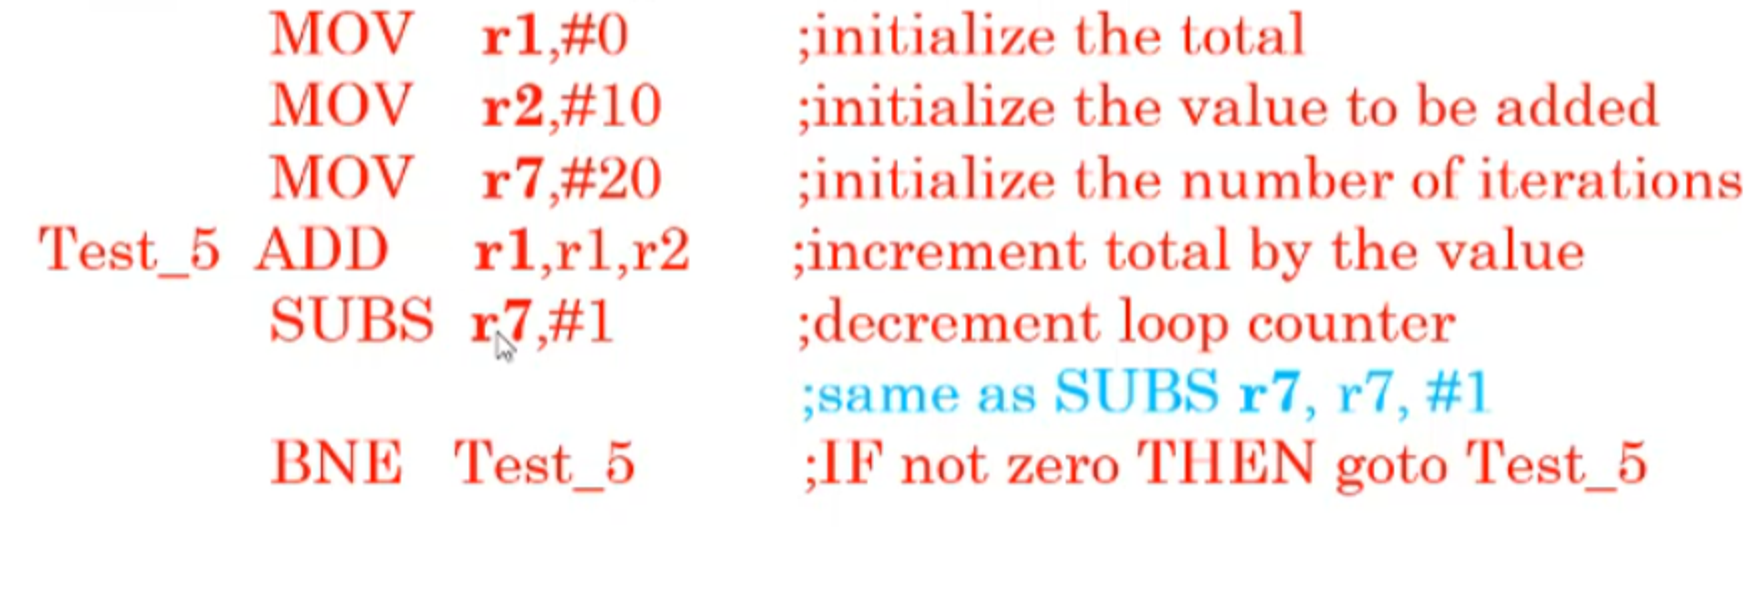 MOV r1,#0 ;initialize the total
MOV r2,#10 ;initialize the value to be added
MOV r7,#20 ;initialize the number of iterations
Test_5 ADD r1,r1,r2 ;increment total by the value
SUBS r7,#1 ;decrement loop counter
;same as SUBS r7, r7, #1
BNE Test_5 ;IF not zero THEN goto Test_5